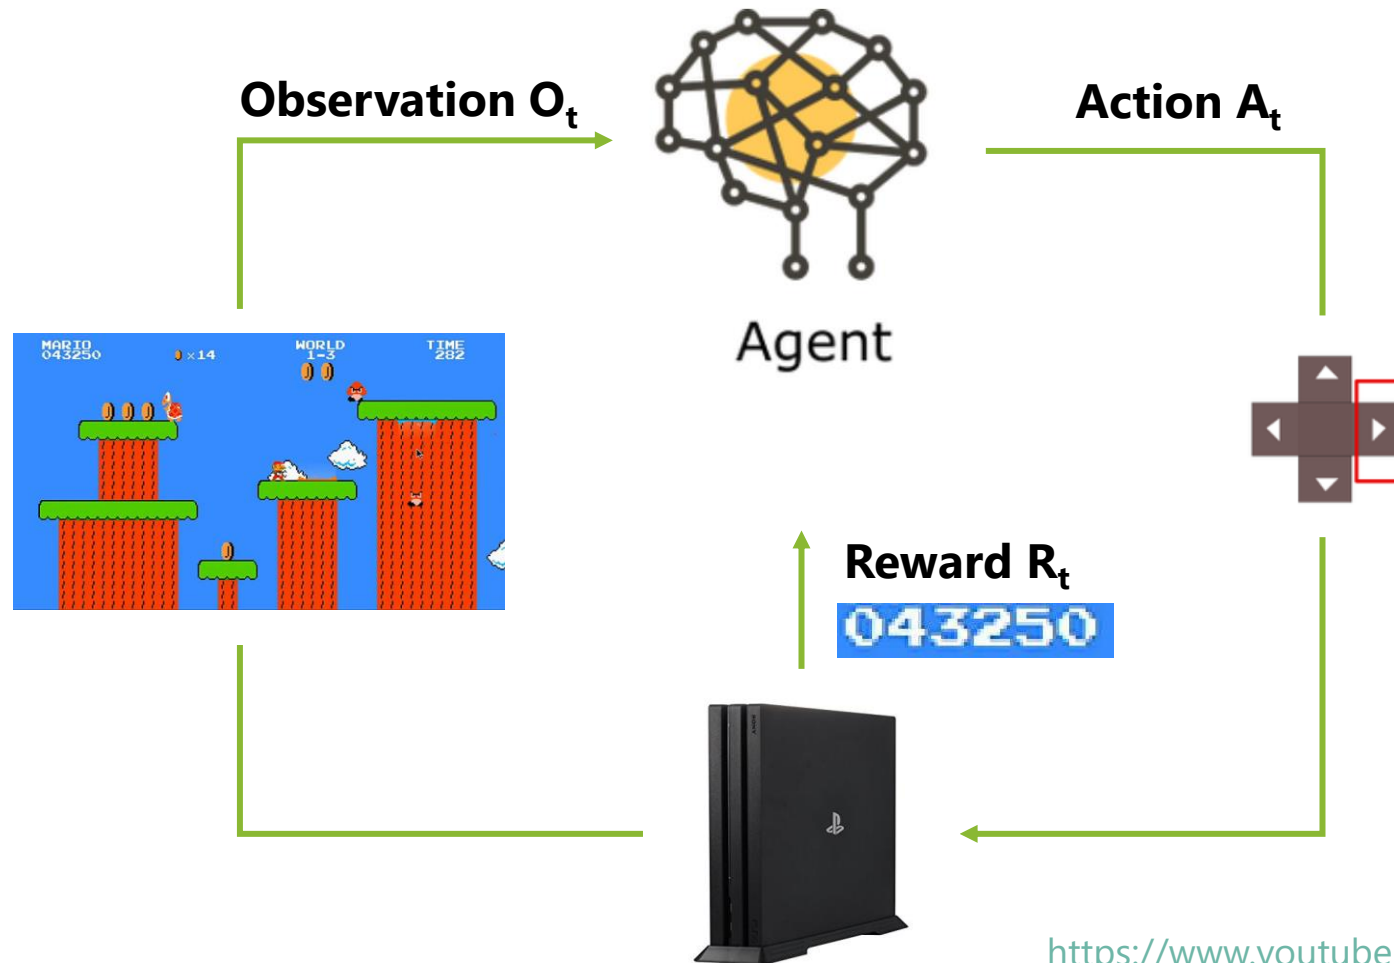 Observation Oₜ
Action Aₜ
MARIO WORLD TIME
043250 ×14 1-3 282
Agent
Reward Rₜ
043250
SONY
https://www.youtube